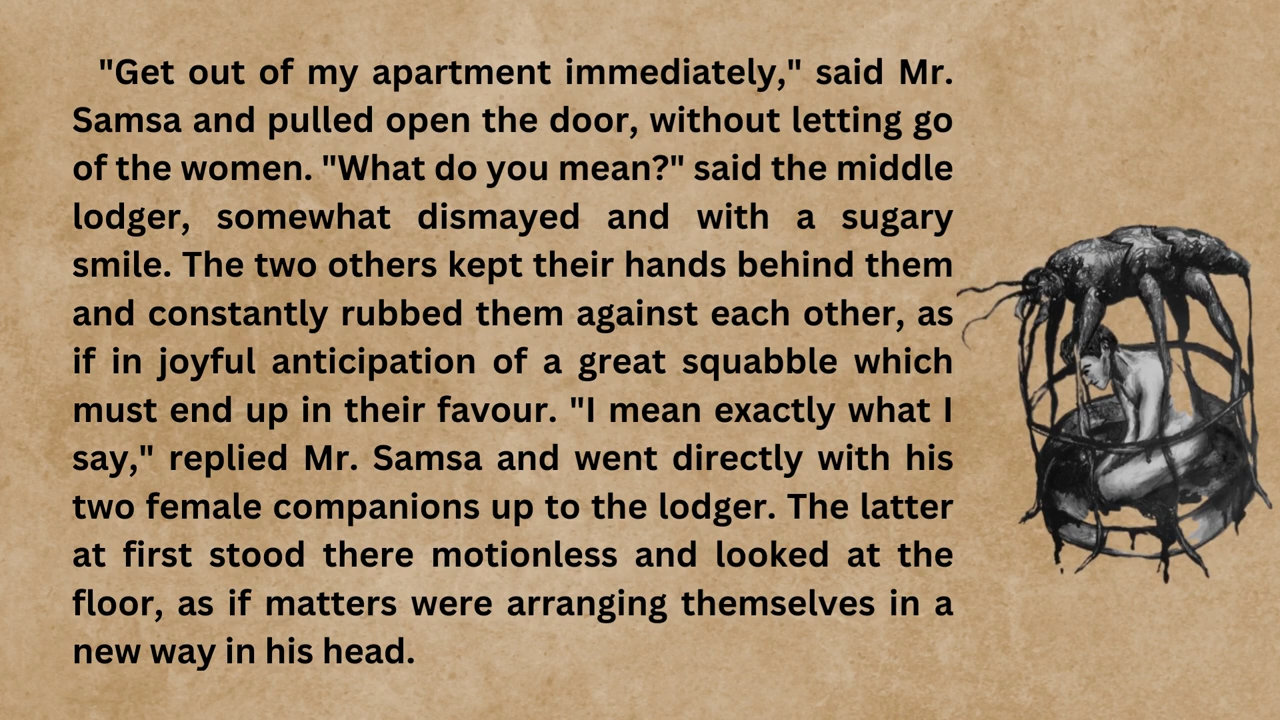 "Get out of my apartment immediately," said Mr.
Samsa and pulled open the door, without letting go
of the women. "What do you mean?" said the middle
lodger, somewhat dismayed and with a sugary
smile. The two others kept their hands behind them
and constantly rubbed them against each other, as
if in joyful anticipation of a great squabble which
must end up in their favour. "I mean exactly what I
say," replied Mr. Samsa and went directly with his
two female companions up to the lodger. The latter
at first stood there motionless and looked at the
floor, as if matters were arranging themselves in a
new way in his head.